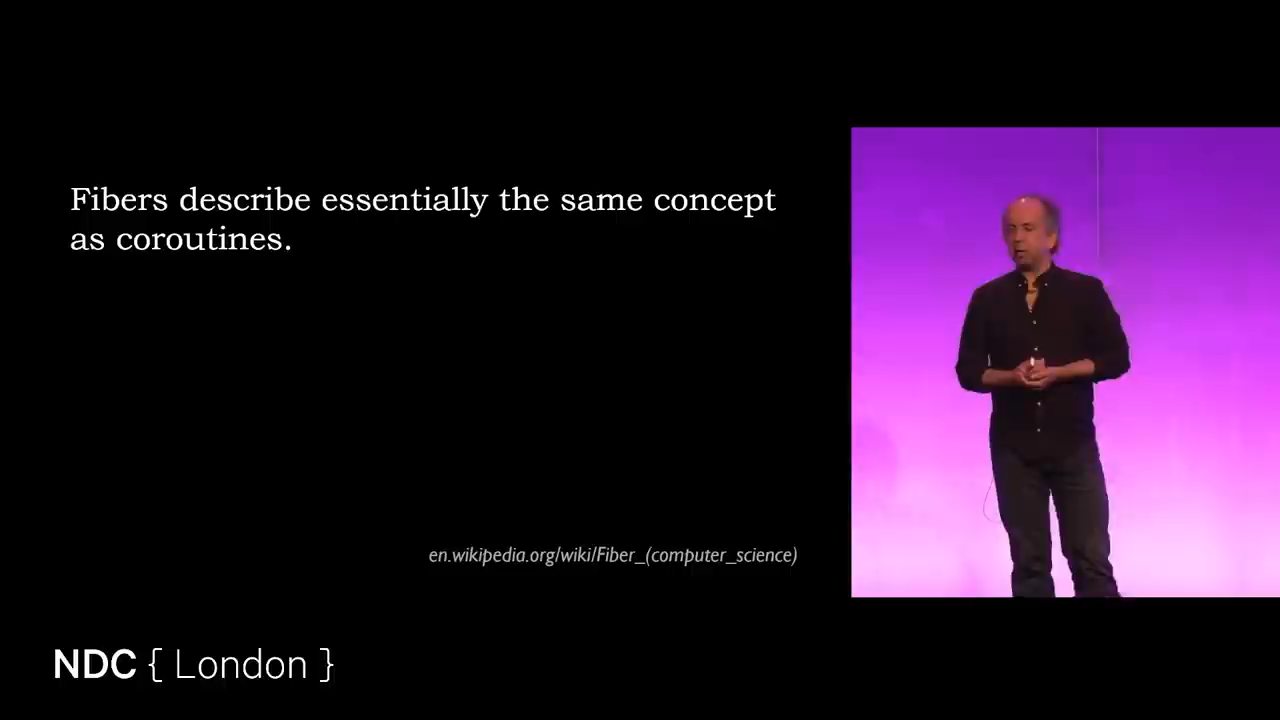 Fibers describe essentially the same concept
as coroutines.
en.wikipedia.org/wiki/Fiber_(computer_science)
NDC { London }